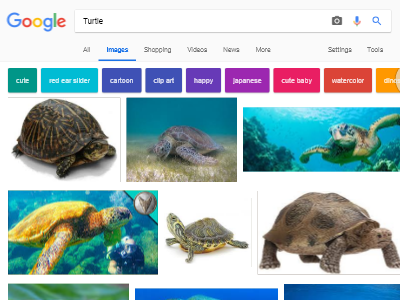 Google Turtle
All Images Shopping Videos News More Settings Tools
cute red ear slider cartoon clip art happy japanese cute baby watercolor